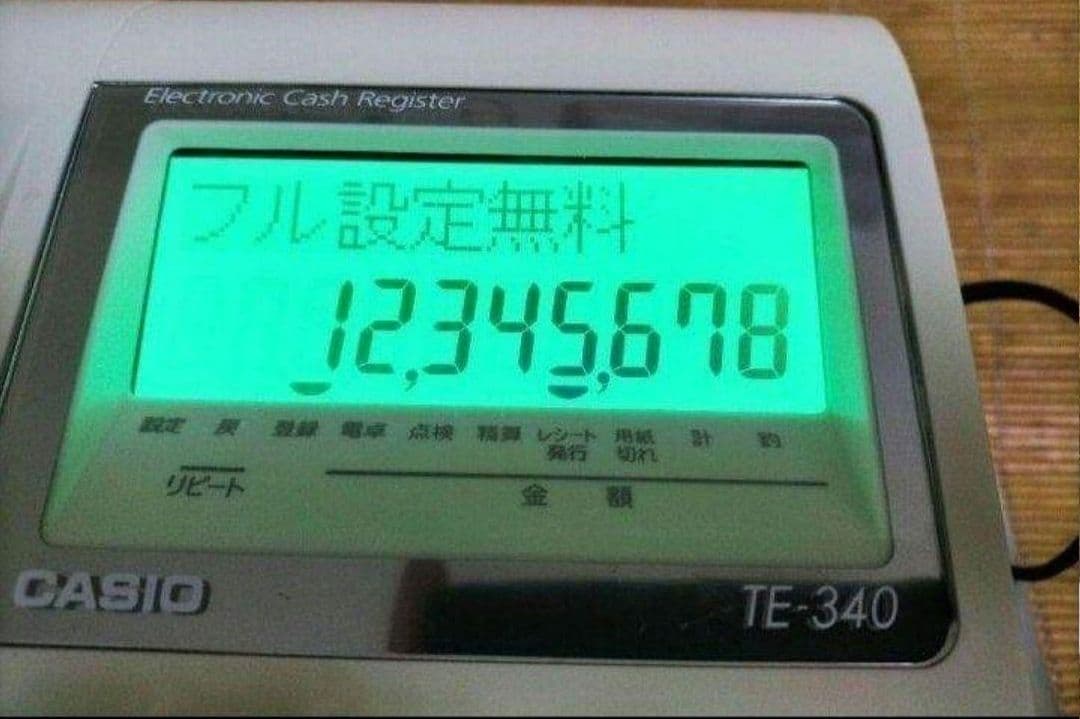 Electronic Cash Register
フル設定無料
12,345,678
設定 戻 登録 電卓 点検 精算 レシート発行 用紙切れ 計 釣
リピート 金額
CASIO TE-340